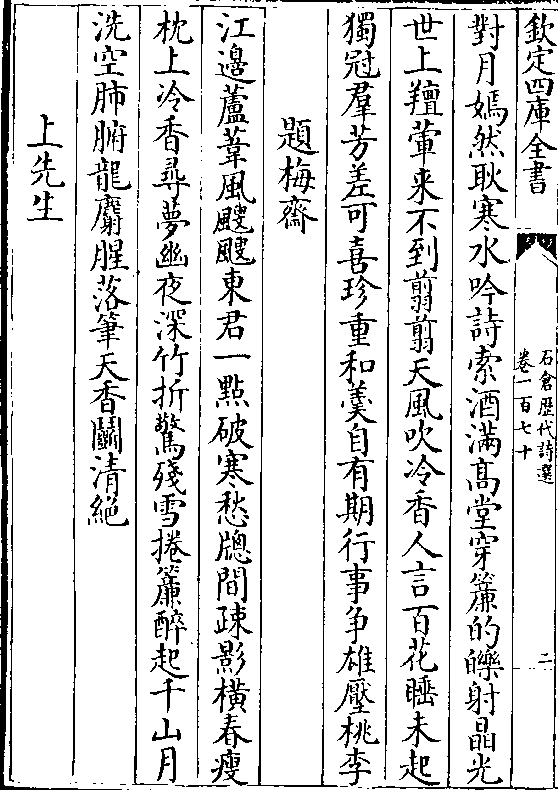 欽定四庫全書
石倉歴代詩選
卷一百七十
二
對月嫣然耿寒水吟詩索酒滿髙堂穿簾的皪射晶光
世上羶葷来不到翦翦天風吹冷香人言百花睡未起
獨冠羣芳差可喜珍重和羹自有期行事争雄壓桃李
題梅齋
江邉蘆葦風颼颼東君一點破寒愁牕間疎影横春瘦
枕上冷香尋夢幽夜深竹折驚殘雪捲簾醉起千山月
洗空肺腑龍麝腥落筆天香鬭清絶
上先生